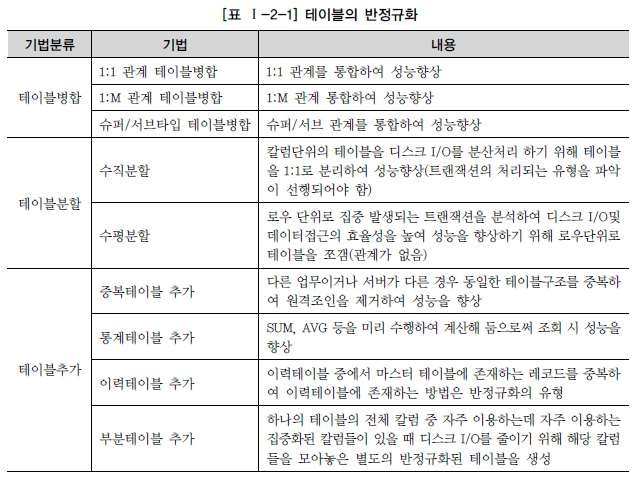 [표 Ⅰ-2-1] 테이블의 반정규화
기법분류 기법 내용
테이블병합
1:1 관계 테이블병합 1:1 관계를 통합하여 성능향상
1:M 관계 테이블병합 1:M 관계 통합하여 성능향상
슈퍼/서브타입 테이블병합 슈퍼/서브 관계를 통합하여 성능향상
테이블분할
수직분할
칼럼단위의 테이블을 디스크 I/O를 분산처리 하기 위해 테이블
을 1:1로 분리하여 성능향상(트랜잭션의 처리되는 유형을 파악
이 선행되어야 함)
수평분할
로우 단위로 집중 발생되는 트랜잭션을 분석하여 디스크 I/O및
데이터접근의 효율성을 높여 성능을 향상하기 위해 로우단위로
테이블을 쪼갬(관계가 없음)
테이블추가
중복테이블 추가
다른 업무이거나 서버가 다른 경우 동일한 테이블구조를 중복하
여 원격조인을 제거하여 성능을 향상
통계테이블 추가
SUM, AVG 등을 미리 수행하여 계산해 둠으로써 조회 시 성능을
향상
이력테이블 추가
이력테이블 중에서 마스터 테이블에 존재하는 레코드를 중복하
여 이력테이블에 존재하는 방법은 반정규화의 유형
부분테이블 추가
하나의 테이블의 전체 칼럼 중 자주 이용하는데 자주 이용하는
집중화된 칼럼들이 있을 때 디스크 I/O를 줄이기 위해 해당 칼럼
들을 모아놓은 별도의 반정규화된 테이블을 생성